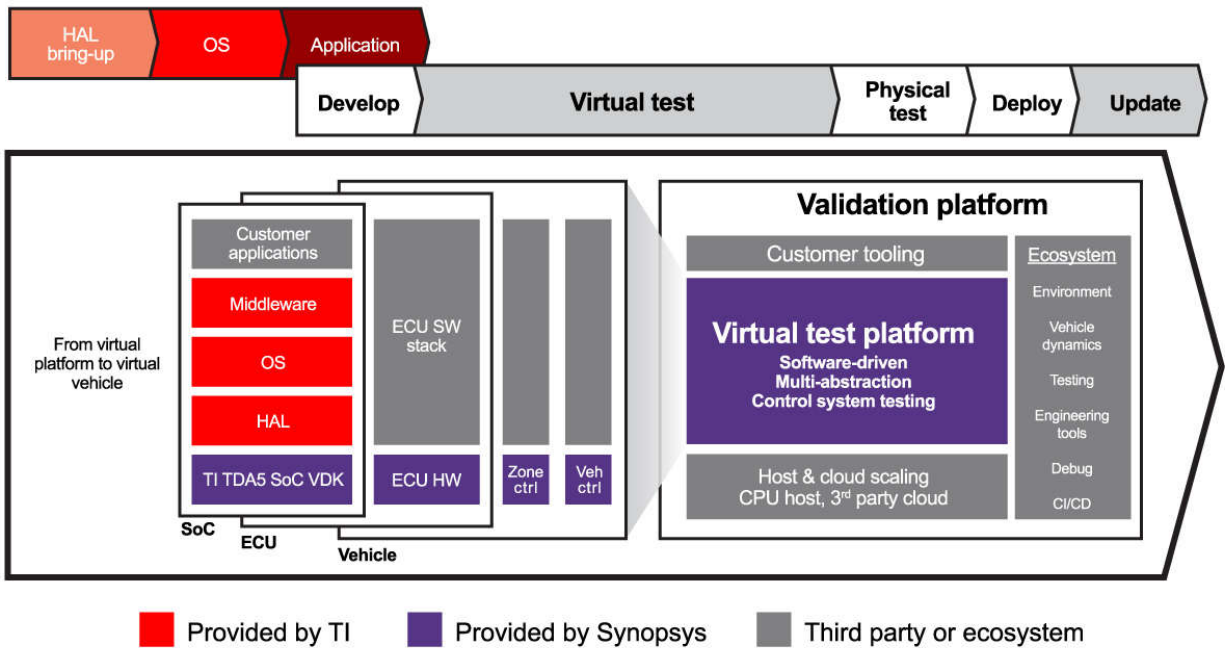 HAL
bring-up
OS
Application
Develop
Virtual test
Physical
test
Deploy
Update
From virtual
platform to virtual
vehicle
Customer
applications
Middleware
OS
HAL
TI TDA5 SoC VDK
SoC
ECU SW
stack
ECU HW
ECU
Zone
ctrl
Veh
ctrl
Vehicle
Validation platform
Customer tooling
Virtual test platform
Software-driven
Multi-abstraction
Control system testing
Host & cloud scaling
CPU host, 3rd party cloud
Ecosystem
Environment
Vehicle
dynamics
Testing
Engineering
tools
Debug
CI/CD
Provided by TI
Provided by Synopsys
Third party or ecosystem